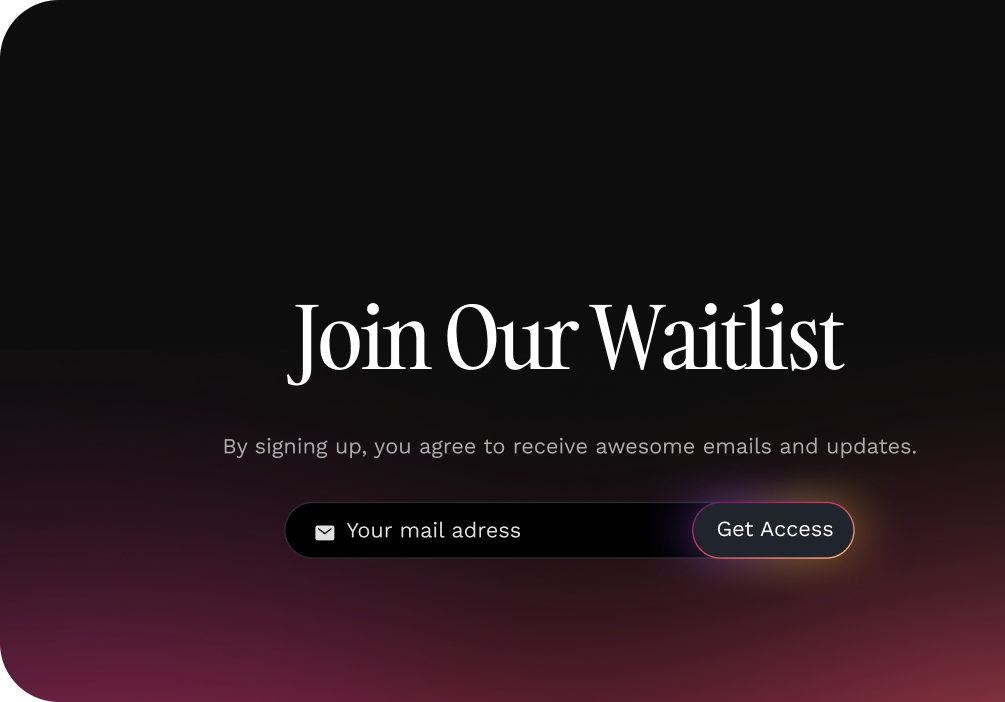 Join Our Waitlist
By signing up, you agree to receive awesome emails and updates.
Your mail adress
Get Access